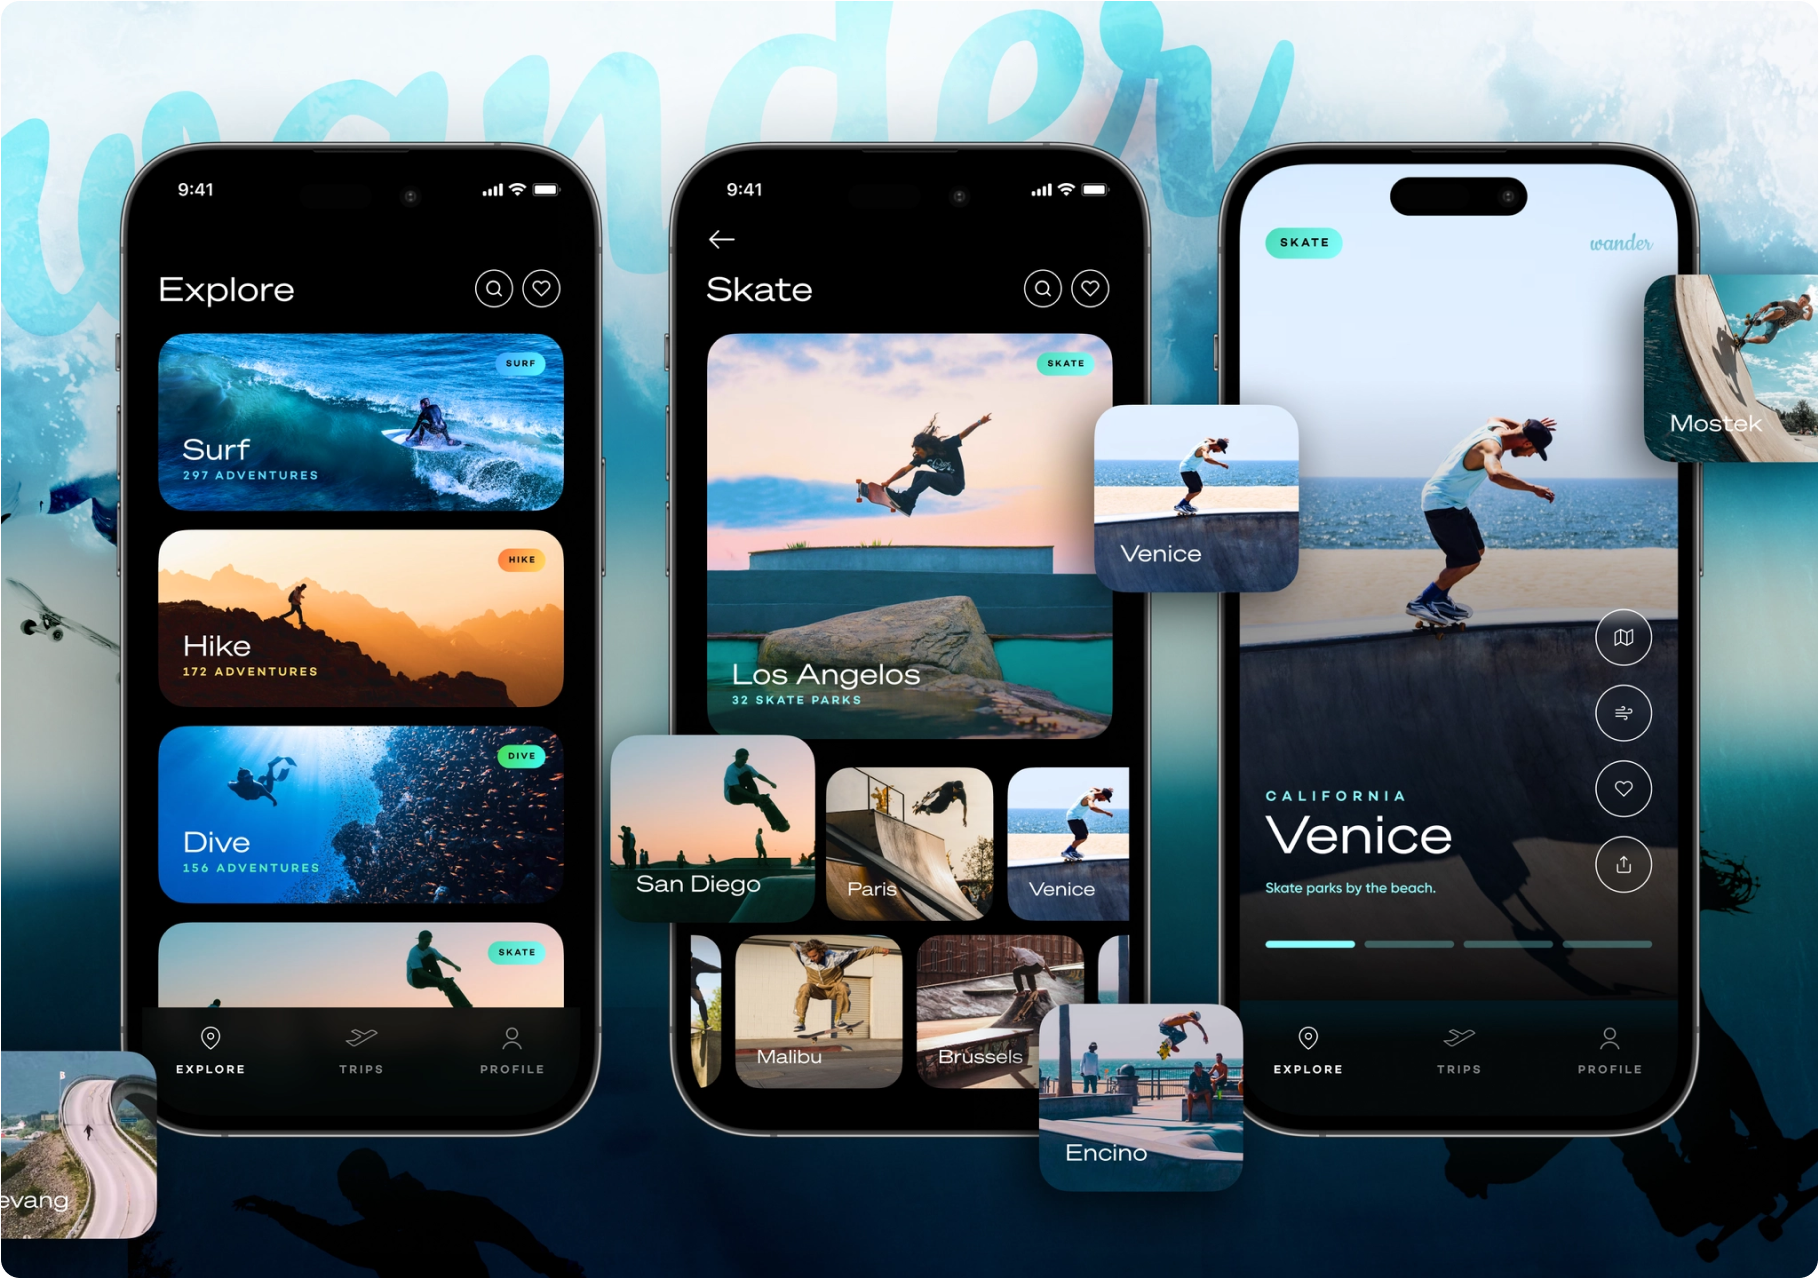 wander
9:41
Explore
SURF
Surf
297 ADVENTURES
HIKE
Hike
172 ADVENTURES
DIVE
Dive
156 ADVENTURES
SKATE
EXPLORE
TRIPS
PROFILE
evang
9:41
Skate
SKATE
Los Angelos
32 SKATE PARKS
San Diego
Paris
Venice
Malibu
Brussels
Venice
Encino
SKATE
wander
Mostek
CALIFORNIA
Venice
Skate parks by the beach.
EXPLORE
TRIPS
PROFILE